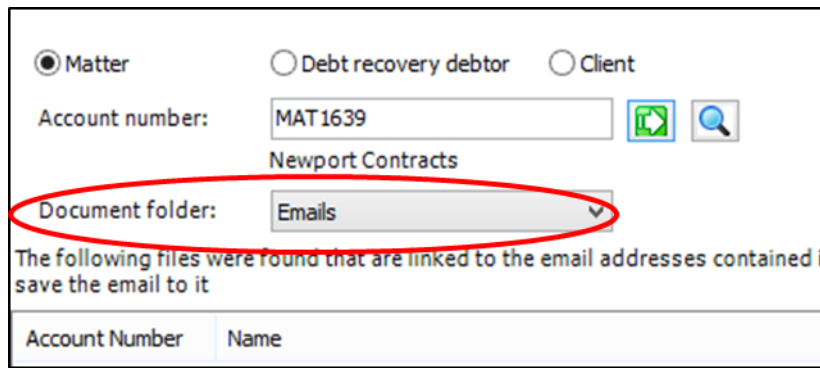 Matter Debt recovery debtor Client
Account number: MAT1639
Newport Contracts
Document folder: Emails
The following files were found that are linked to the email addresses contained
save the email to it
Account Number Name